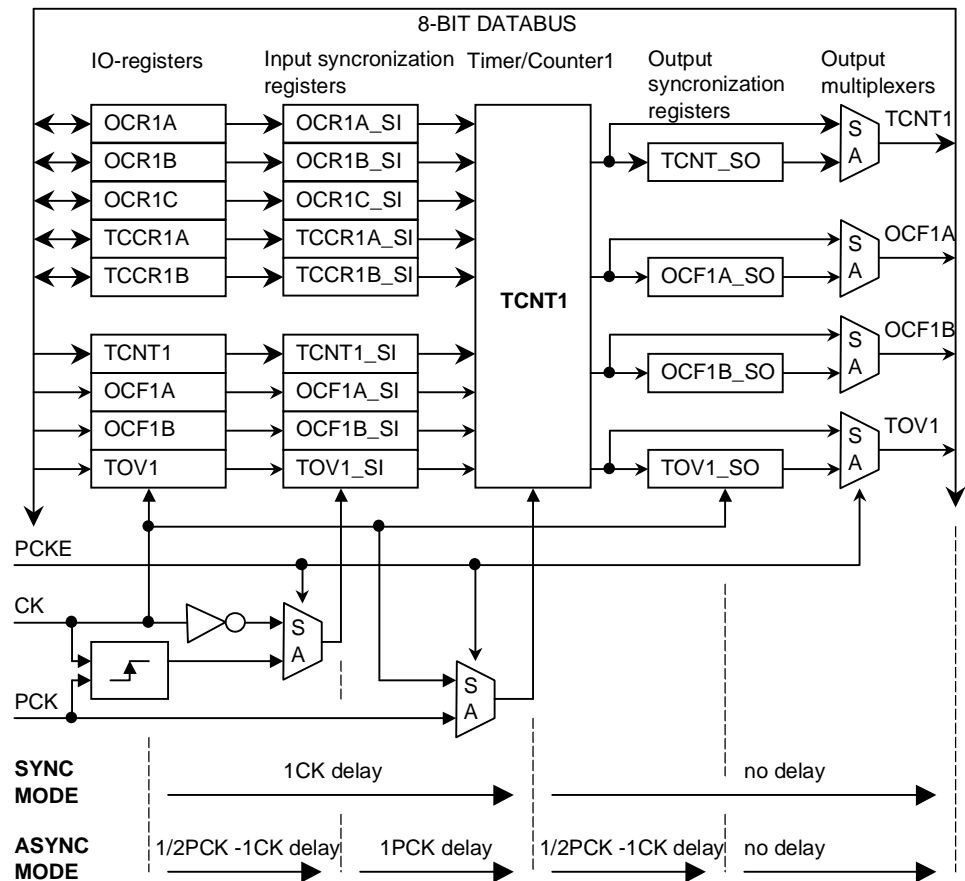 8-BIT DATABUS
IO-registers
Input syncronization
registers
Timer/Counter1
Output
syncronization
registers
Output
multiplexers
OCR1A
OCR1B
OCR1C
TCCR1A
TCCR1B
TCNT1
OCF1A
OCF1B
TOV1
OCR1A_SI
OCR1B_SI
OCR1C_SI
TCCR1A_SI
TCCR1B_SI
TCNT1_SI
OCF1A_SI
OCF1B_SI
TOV1_SI
TCNT1
TCNT_SO
OCF1A_SO
OCF1B_SO
TOV1_SO
S
A
TCNT1
S
A
OCF1A
S
A
OCF1B
S
A
TOV1
PCKE
CK
S
A
PCK
S
A
SYNC
MODE
1CK delay
no delay
ASYNC
MODE
1/2PCK -1CK delay
1PCK delay
1/2PCK -1CK delay
no delay